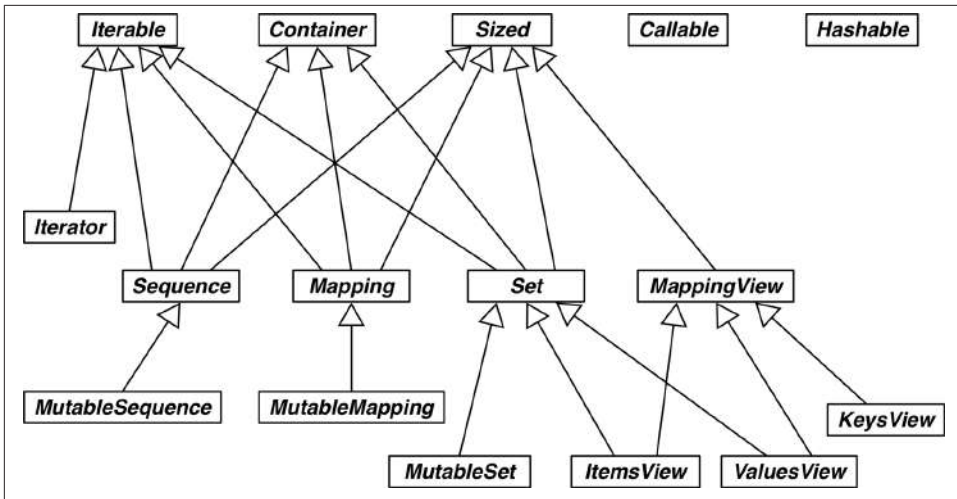 Iterable
Container
Sized
Callable
Hashable
Iterator
Sequence
Mapping
Set
MappingView
MutableSequence
MutableMapping
KeysView
MutableSet
ItemsView
ValuesView